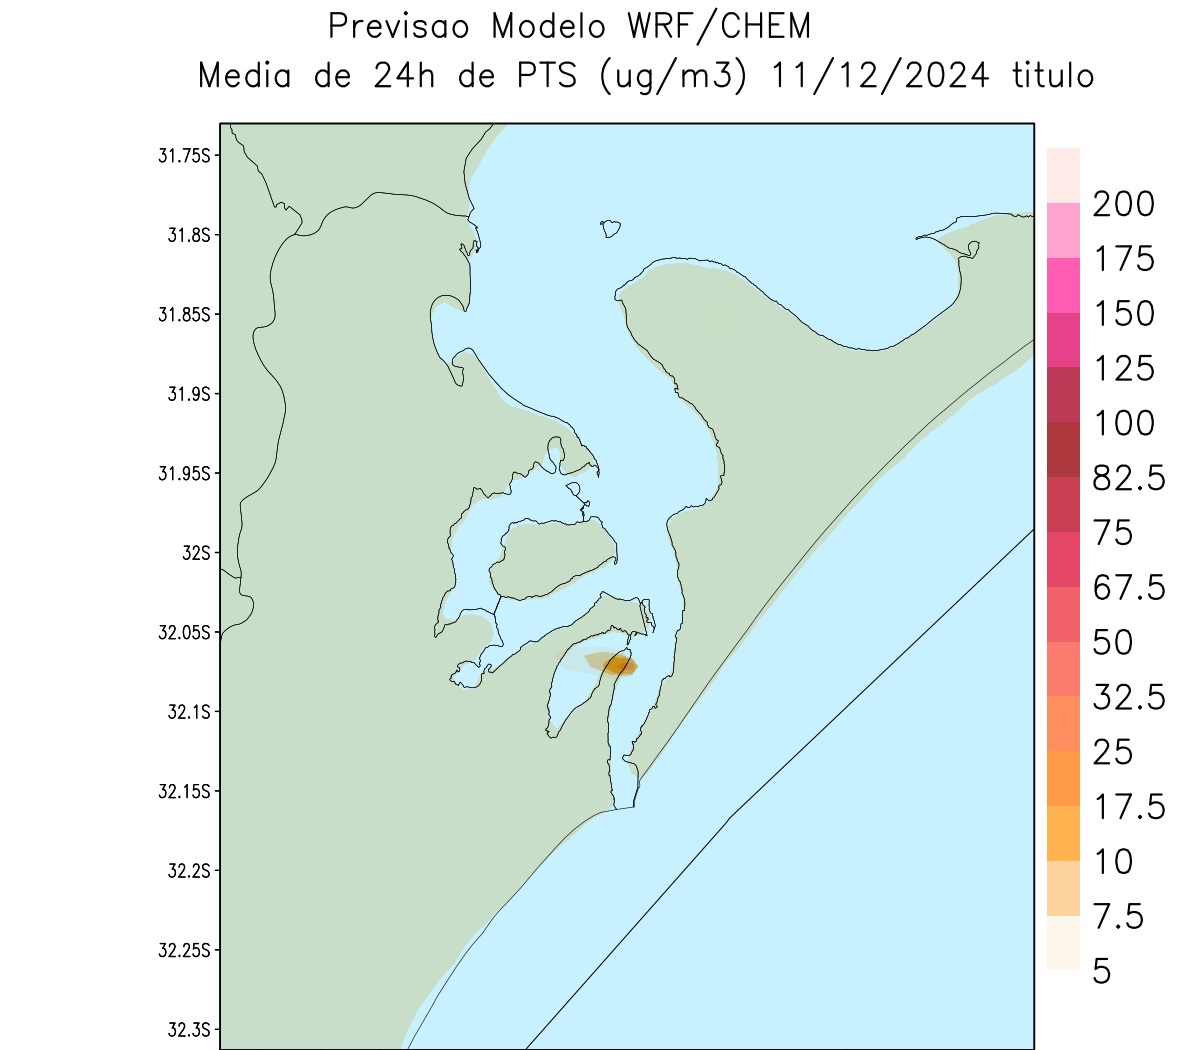 Previsao Modelo WRF/CHEM
Media de 24h de PTS (ug/m3) 11/12/2024 titulo
31.75S
31.8S
31.85S
31.9S
31.95S
32S
32.05S
32.1S
32.15S
32.2S
32.25S
32.3S
200
175
150
125
100
82.5
75
67.5
50
32.5
25
17.5
10
7.5
5